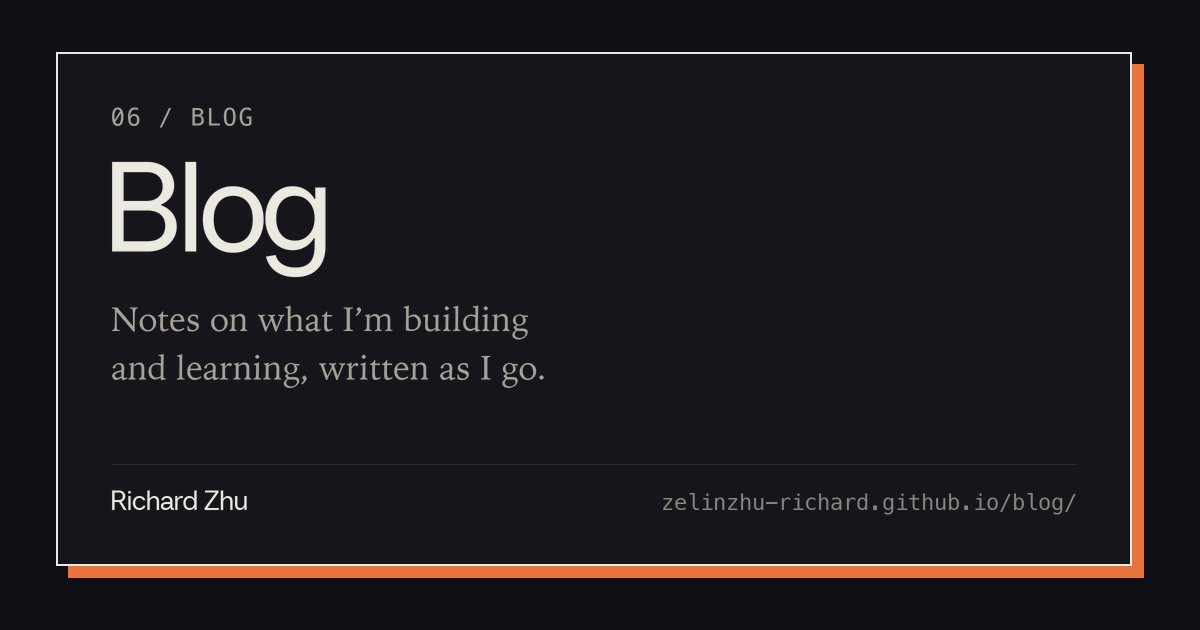 06 / BLOG
Blog
Notes on what I’m building
and learning, written as I go.
Richard Zhu
zelinzhu-richard.github.io/blog/